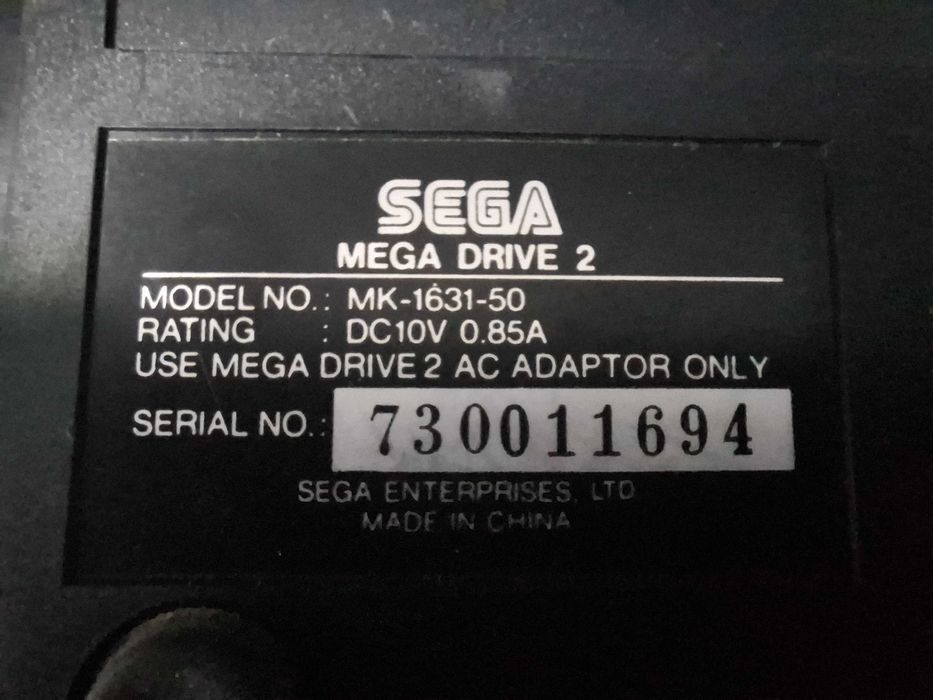 SEGA
MEGA DRIVE 2
MODEL NO.: MK-1631-50
RATING : DC10V 0.85A
USE MEGA DRIVE 2 AC ADAPTOR ONLY
SERIAL NO.: 730011694
SEGA ENTERPRISES, LTD
MADE IN CHINA